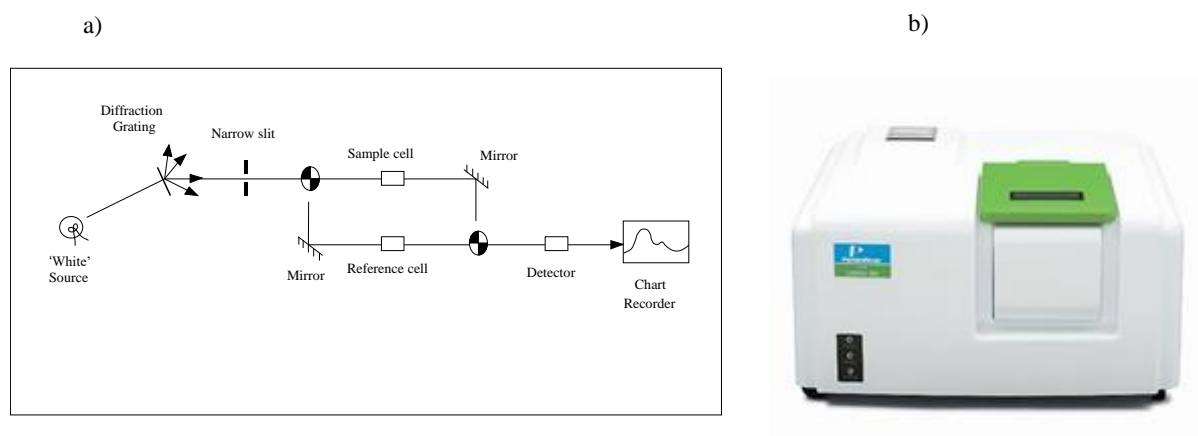 a)
b)
Diffraction
Grating
Narrow slit
Sample cell
Mirror
'White'
Source
Mirror
Reference cell
Detector
Chart
Recorder